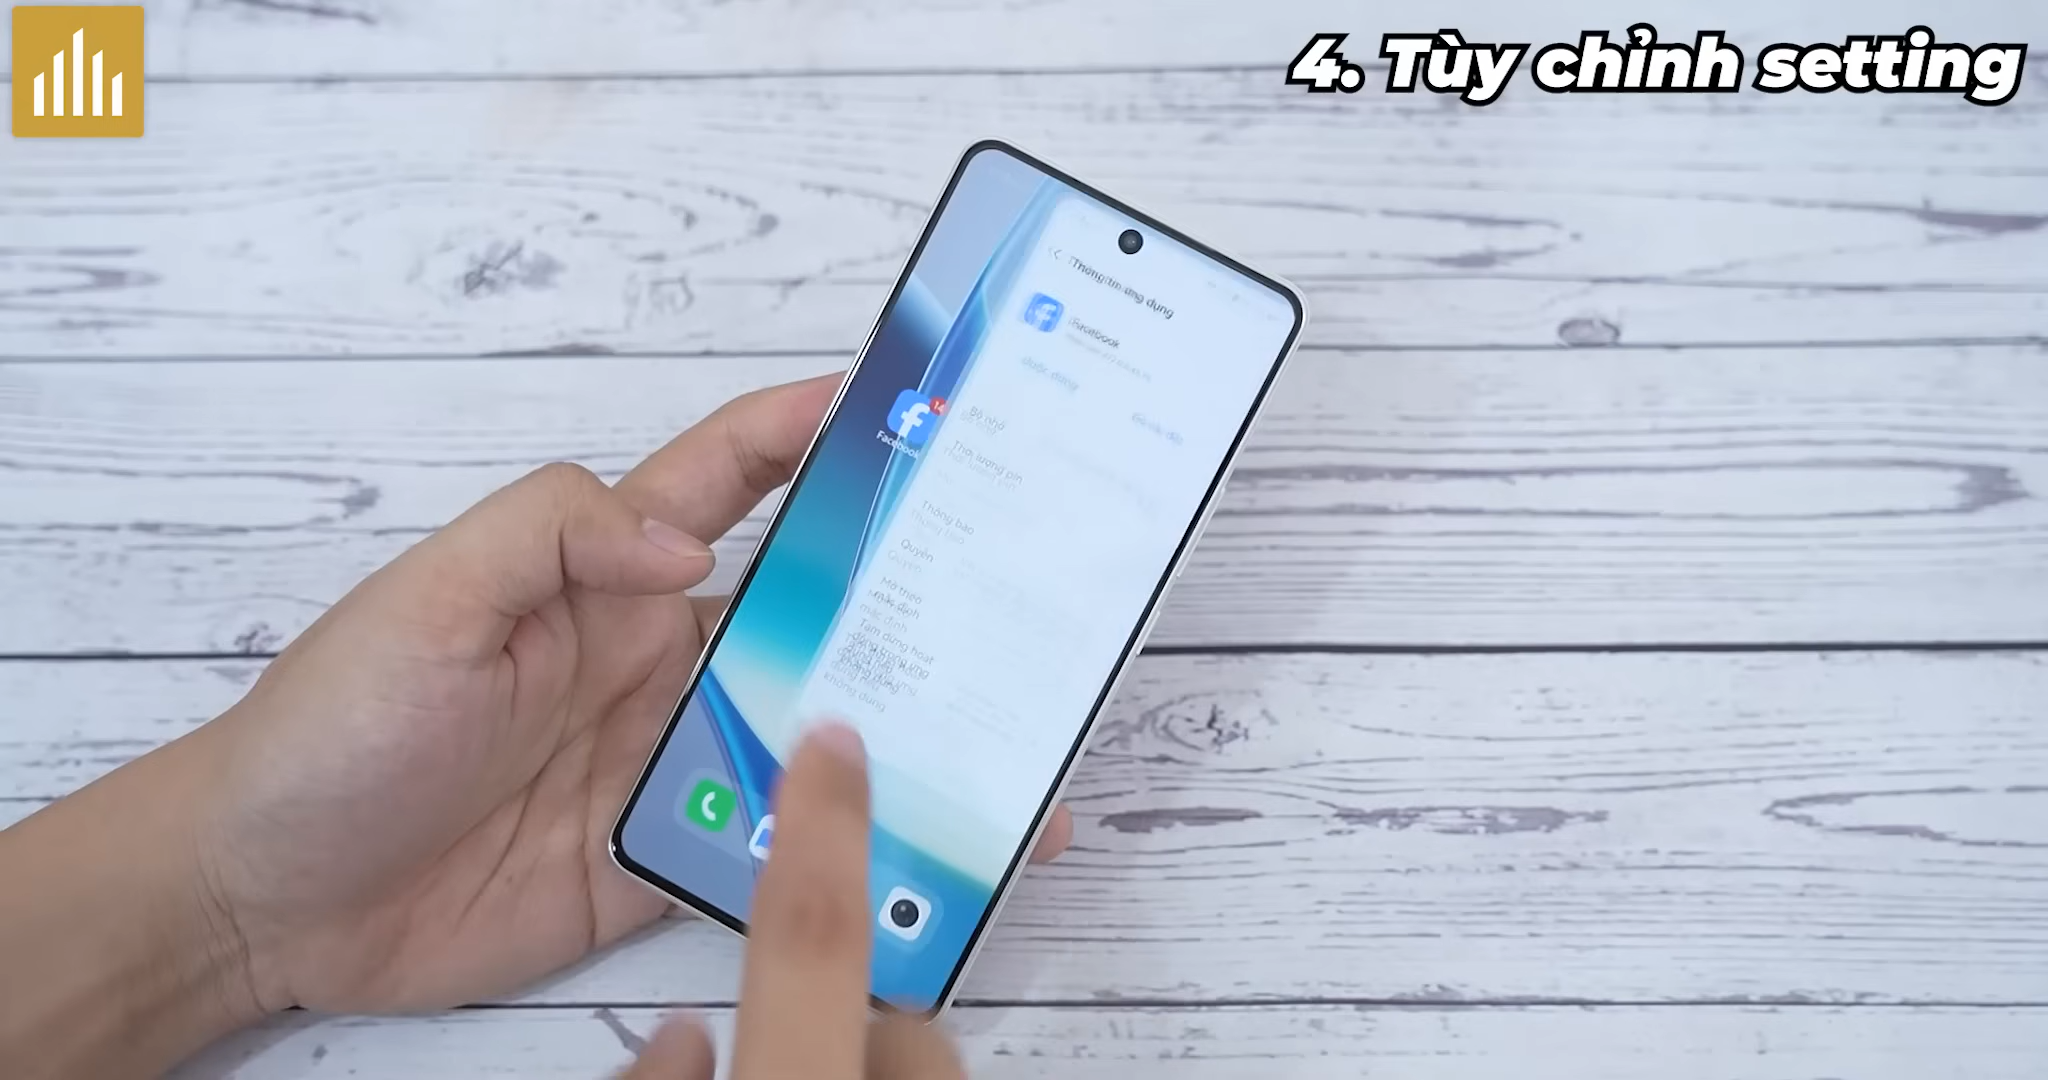 4. Tùy chỉnh setting
Thông tin ứng dụng
Facebook
14
Facebook
Bộ nhớ
Thời lượng pin
Thông báo
Quyền
Mở theo
mặc định
Tạm dừng hoạt
động trong ứng
dụng nếu
không dùng